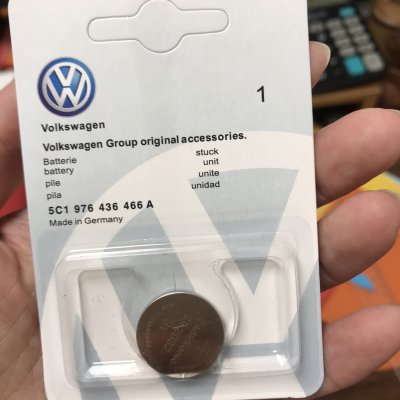 Volkswagen
1
Volkswagen Group original accessories.
Batterie stuck
battery unit
pile unite
pila unidad
5C1 976 436 466 A
Made in Germany